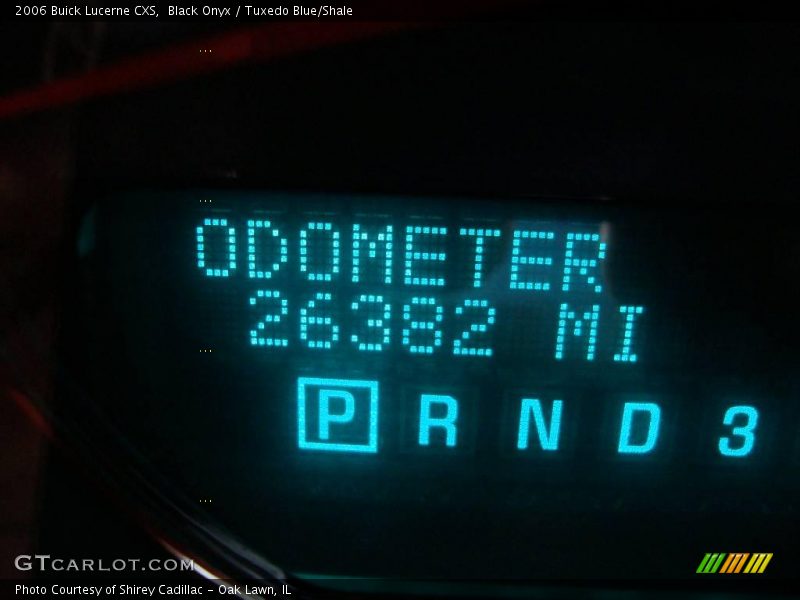 2006 Buick Lucerne CXS,  Black Onyx / Tuxedo Blue/Shale
ODOMETER
26382 MI
P R N D 3
GTCARLOT.COM
Photo Courtesy of Shirey Cadillac - Oak Lawn, IL